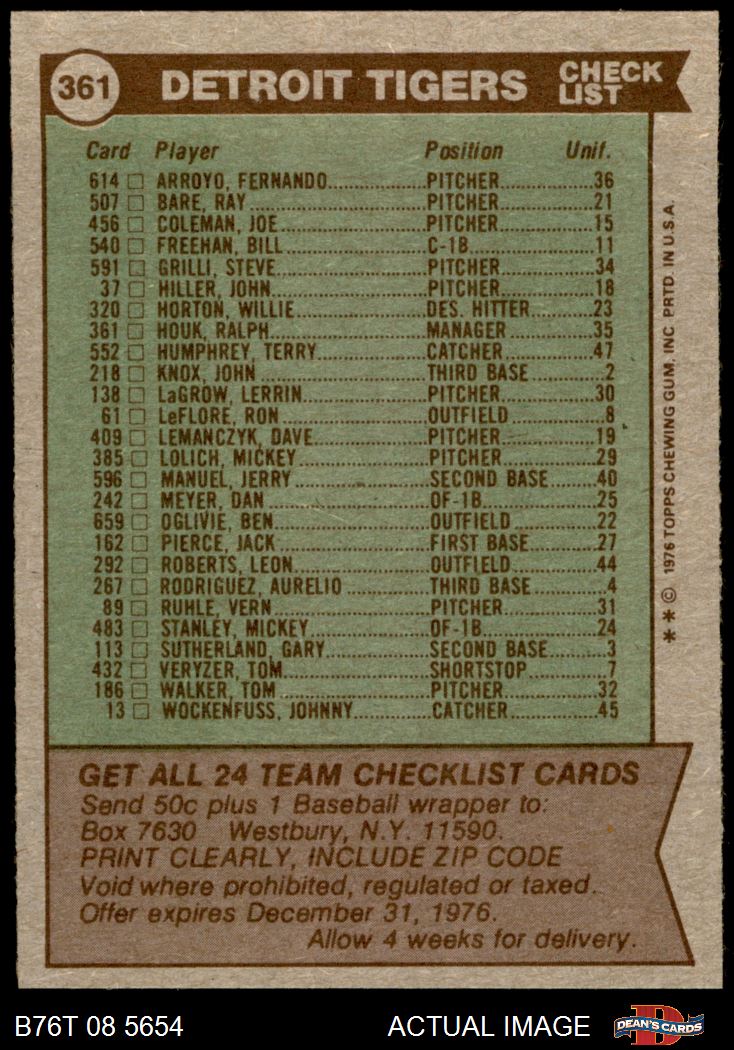 361 DETROIT TIGERS CHECK LIST
Card Player Position Unif.
614 ARROYO, FERNANDO PITCHER 36
507 BARE, RAY PITCHER 21
456 COLEMAN, JOE PITCHER 15
540 FREEHAN, BILL C-1B 11
591 GRILLI, STEVE PITCHER 34
37 HILLER, JOHN PITCHER 18
320 HORTON, WILLIE DES. HITTER 23
361 HOUK, RALPH MANAGER 35
552 HUMPHREY, TERRY CATCHER 47
218 KNOX, JOHN THIRD BASE 2
138 LaGROW, LERRIN PITCHER 30
61 LeFLORE, RON OUTFIELD 8
409 LEMANCZYK, DAVE PITCHER 19
385 LOLICH, MICKEY PITCHER 29
596 MANUEL, JERRY SECOND BASE 40
242 MEYER, DAN OF-1B 25
659 OGLIVIE, BEN OUTFIELD 22
162 PIERCE, JACK FIRST BASE 27
292 ROBERTS, LEON OUTFIELD 44
267 RODRIGUEZ, AURELIO THIRD BASE 4
89 RUHLE, VERN PITCHER 31
483 STANLEY, MICKEY OF-1B 24
113 SUTHERLAND, GARY SECOND BASE 3
432 VERYZER, TOM SHORTSTOP 7
186 WALKER, TOM PITCHER 32
13 WOCKENFUSS, JOHNNY CATCHER 45
* * © 1976 TOPPS CHEWING GUM, INC. PRTD. IN U.S.A.
GET ALL 24 TEAM CHECKLIST CARDS
Send 50c plus 1 Baseball wrapper to:
Box 7630 Westbury, N.Y. 11590.
PRINT CLEARLY, INCLUDE ZIP CODE
Void where prohibited, regulated or taxed.
Offer expires December 31, 1976.
Allow 4 weeks for delivery.
B76T 08 5654 ACTUAL IMAGE D DEAN'S CARDS